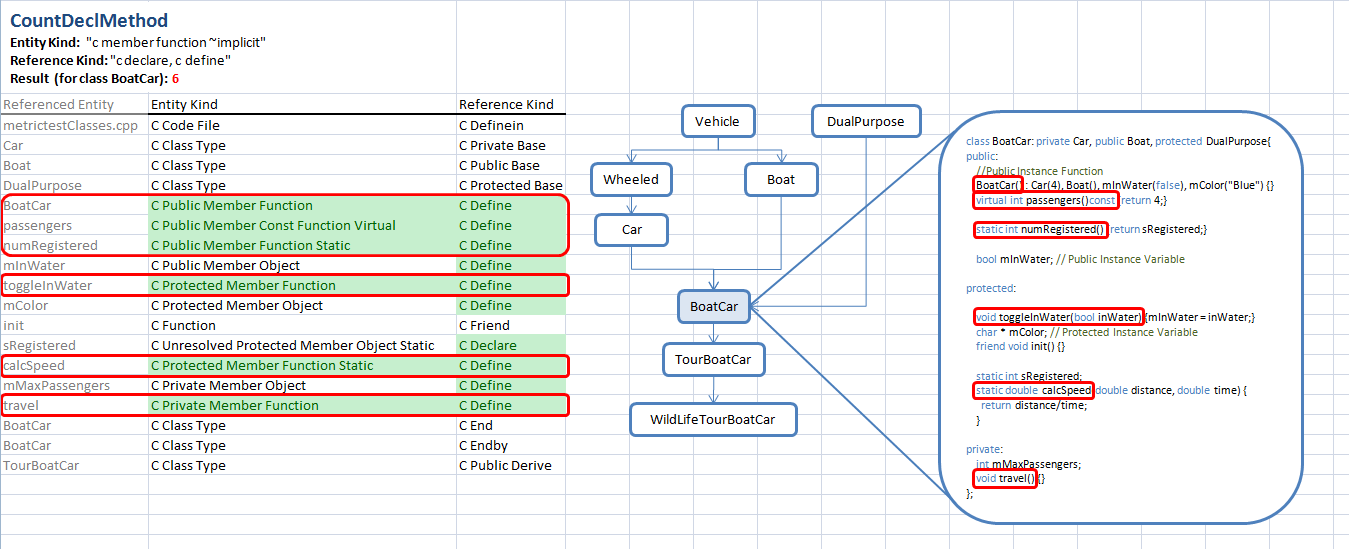 CountDeclMethod
Entity Kind: "c member function ~implicit"
Reference Kind: "c declare, c define"
Result (for class BoatCar): 6
Referenced Entity Entity Kind Reference Kind
metrictestClasses.cpp C Code File C Definein
Car C Class Type C Private Base
Boat C Class Type C Public Base
DualPurpose C Class Type C Protected Base
BoatCar C Public Member Function C Define
passengers C Public Member Const Function Virtual C Define
numRegistered C Public Member Function Static C Define
mInWater C Public Member Object C Define
toggleInWater C Protected Member Function C Define
mColor C Protected Member Object C Define
init C Function C Friend
sRegistered C Unresolved Protected Member Object Static C Declare
calcSpeed C Protected Member Function Static C Define
mMaxPassengers C Private Member Object C Define
travel C Private Member Function C Define
BoatCar C Class Type C End
BoatCar C Class Type C Endby
TourBoatCar C Class Type C Public Derive
Vehicle
DualPurpose
Wheeled
Boat
Car
BoatCar
TourBoatCar
WildLifeTourBoatCar
class BoatCar: private Car, public Boat, protected DualPurpose{
public:
//Public Instance Function
BoatCar() : Car(4), Boat(), mInWater(false), mColor("Blue") {}
virtual int passengers()const {return 4;}
static int numRegistered() {return sRegistered;}
bool mInWater; // Public Instance Variable
protected:
void toggleInWater(bool inWater) {mInWater = inWater;}
char * mColor; // Protected Instance Variable
friend void init() {}
static int sRegistered;
static double calcSpeed(double distance, double time) {
return distance/time;
}
private:
int mMaxPassengers;
void travel() {}
};